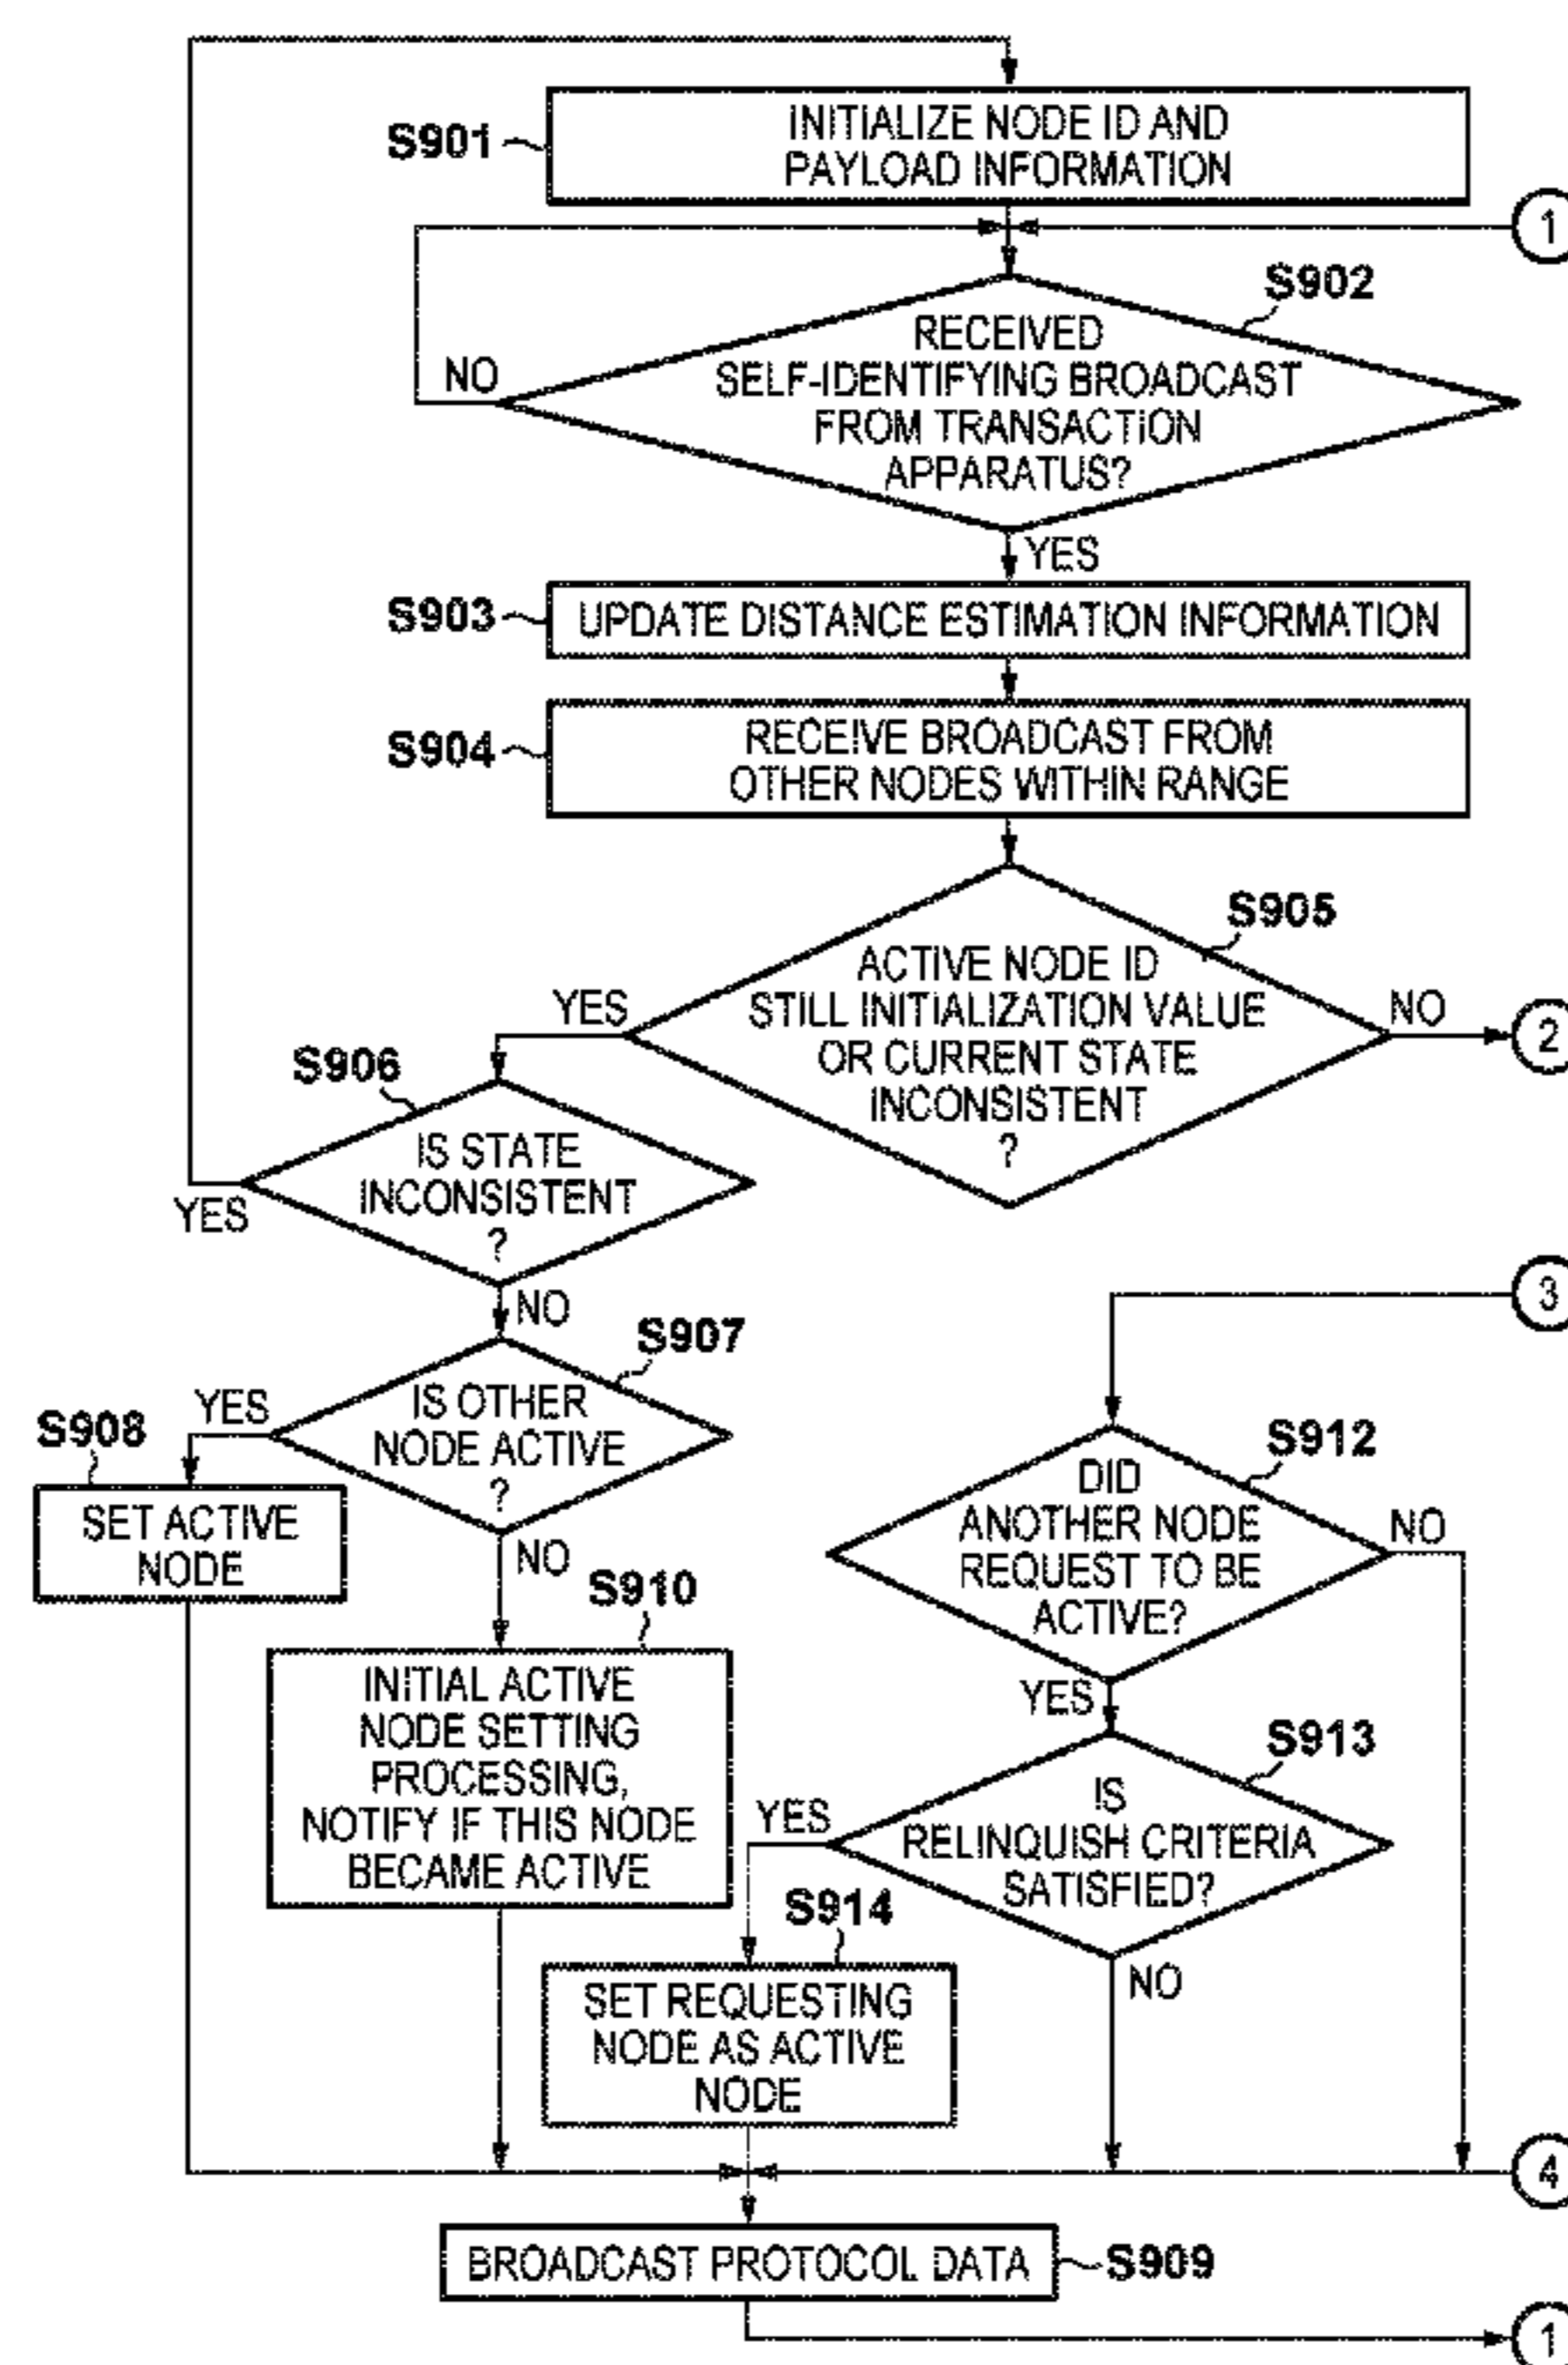 S901
INITIALIZE NODE ID AND
PAYLOAD INFORMATION
1
S902
RECEIVED
SELF-IDENTIFYING BROADCAST
FROM TRANSACTION
APPARATUS?
NO
YES
S903
UPDATE DISTANCE ESTIMATION INFORMATION
S904
RECEIVE BROADCAST FROM
OTHER NODES WITHIN RANGE
S905
ACTIVE NODE ID
STILL INITIALIZATION VALUE
OR CURRENT STATE
INCONSISTENT
?
YES
NO
2
S906
IS STATE
INCONSISTENT
?
YES
NO
3
S907
IS OTHER
NODE ACTIVE
?
YES
NO
S908
SET ACTIVE
NODE
S910
INITIAL ACTIVE
NODE SETTING
PROCESSING,
NOTIFY IF THIS NODE
BECAME ACTIVE
S912
DID
ANOTHER NODE
REQUEST TO BE
ACTIVE?
NO
YES
S913
IS
RELINQUISH CRITERIA
SATISFIED?
YES
NO
S914
SET REQUESTING
NODE AS ACTIVE
NODE
4
BROADCAST PROTOCOL DATA
S909
1